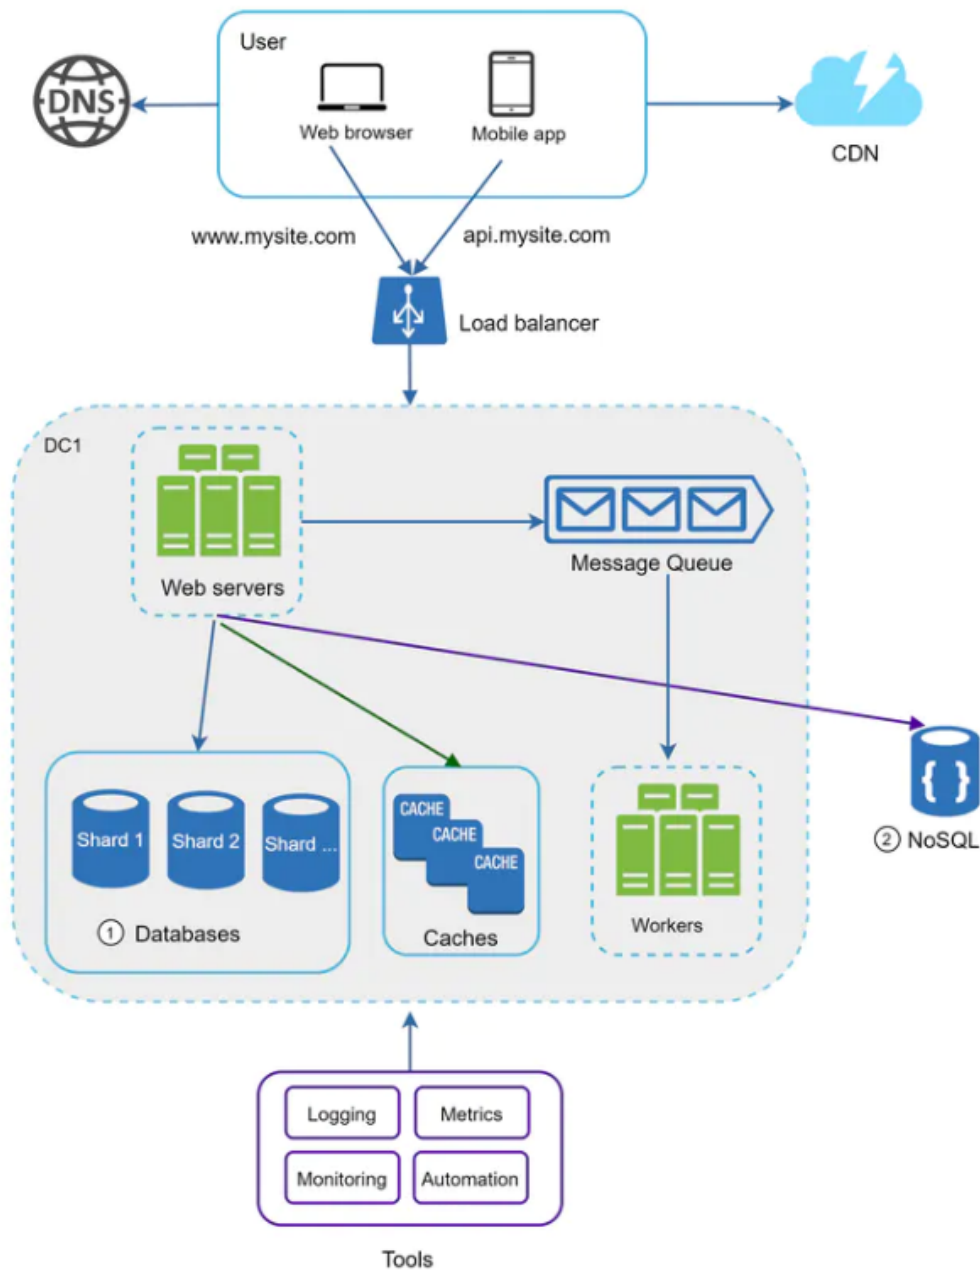 User
DNS
Web browser
Mobile app
CDN
www.mysite.com
api.mysite.com
Load balancer
DC1
Web servers
Message Queue
Shard 1
Shard 2
Shard ...
1 Databases
CACHE
CACHE
CACHE
Caches
Workers
{ }
2 NoSQL
Logging
Metrics
Monitoring
Automation
Tools